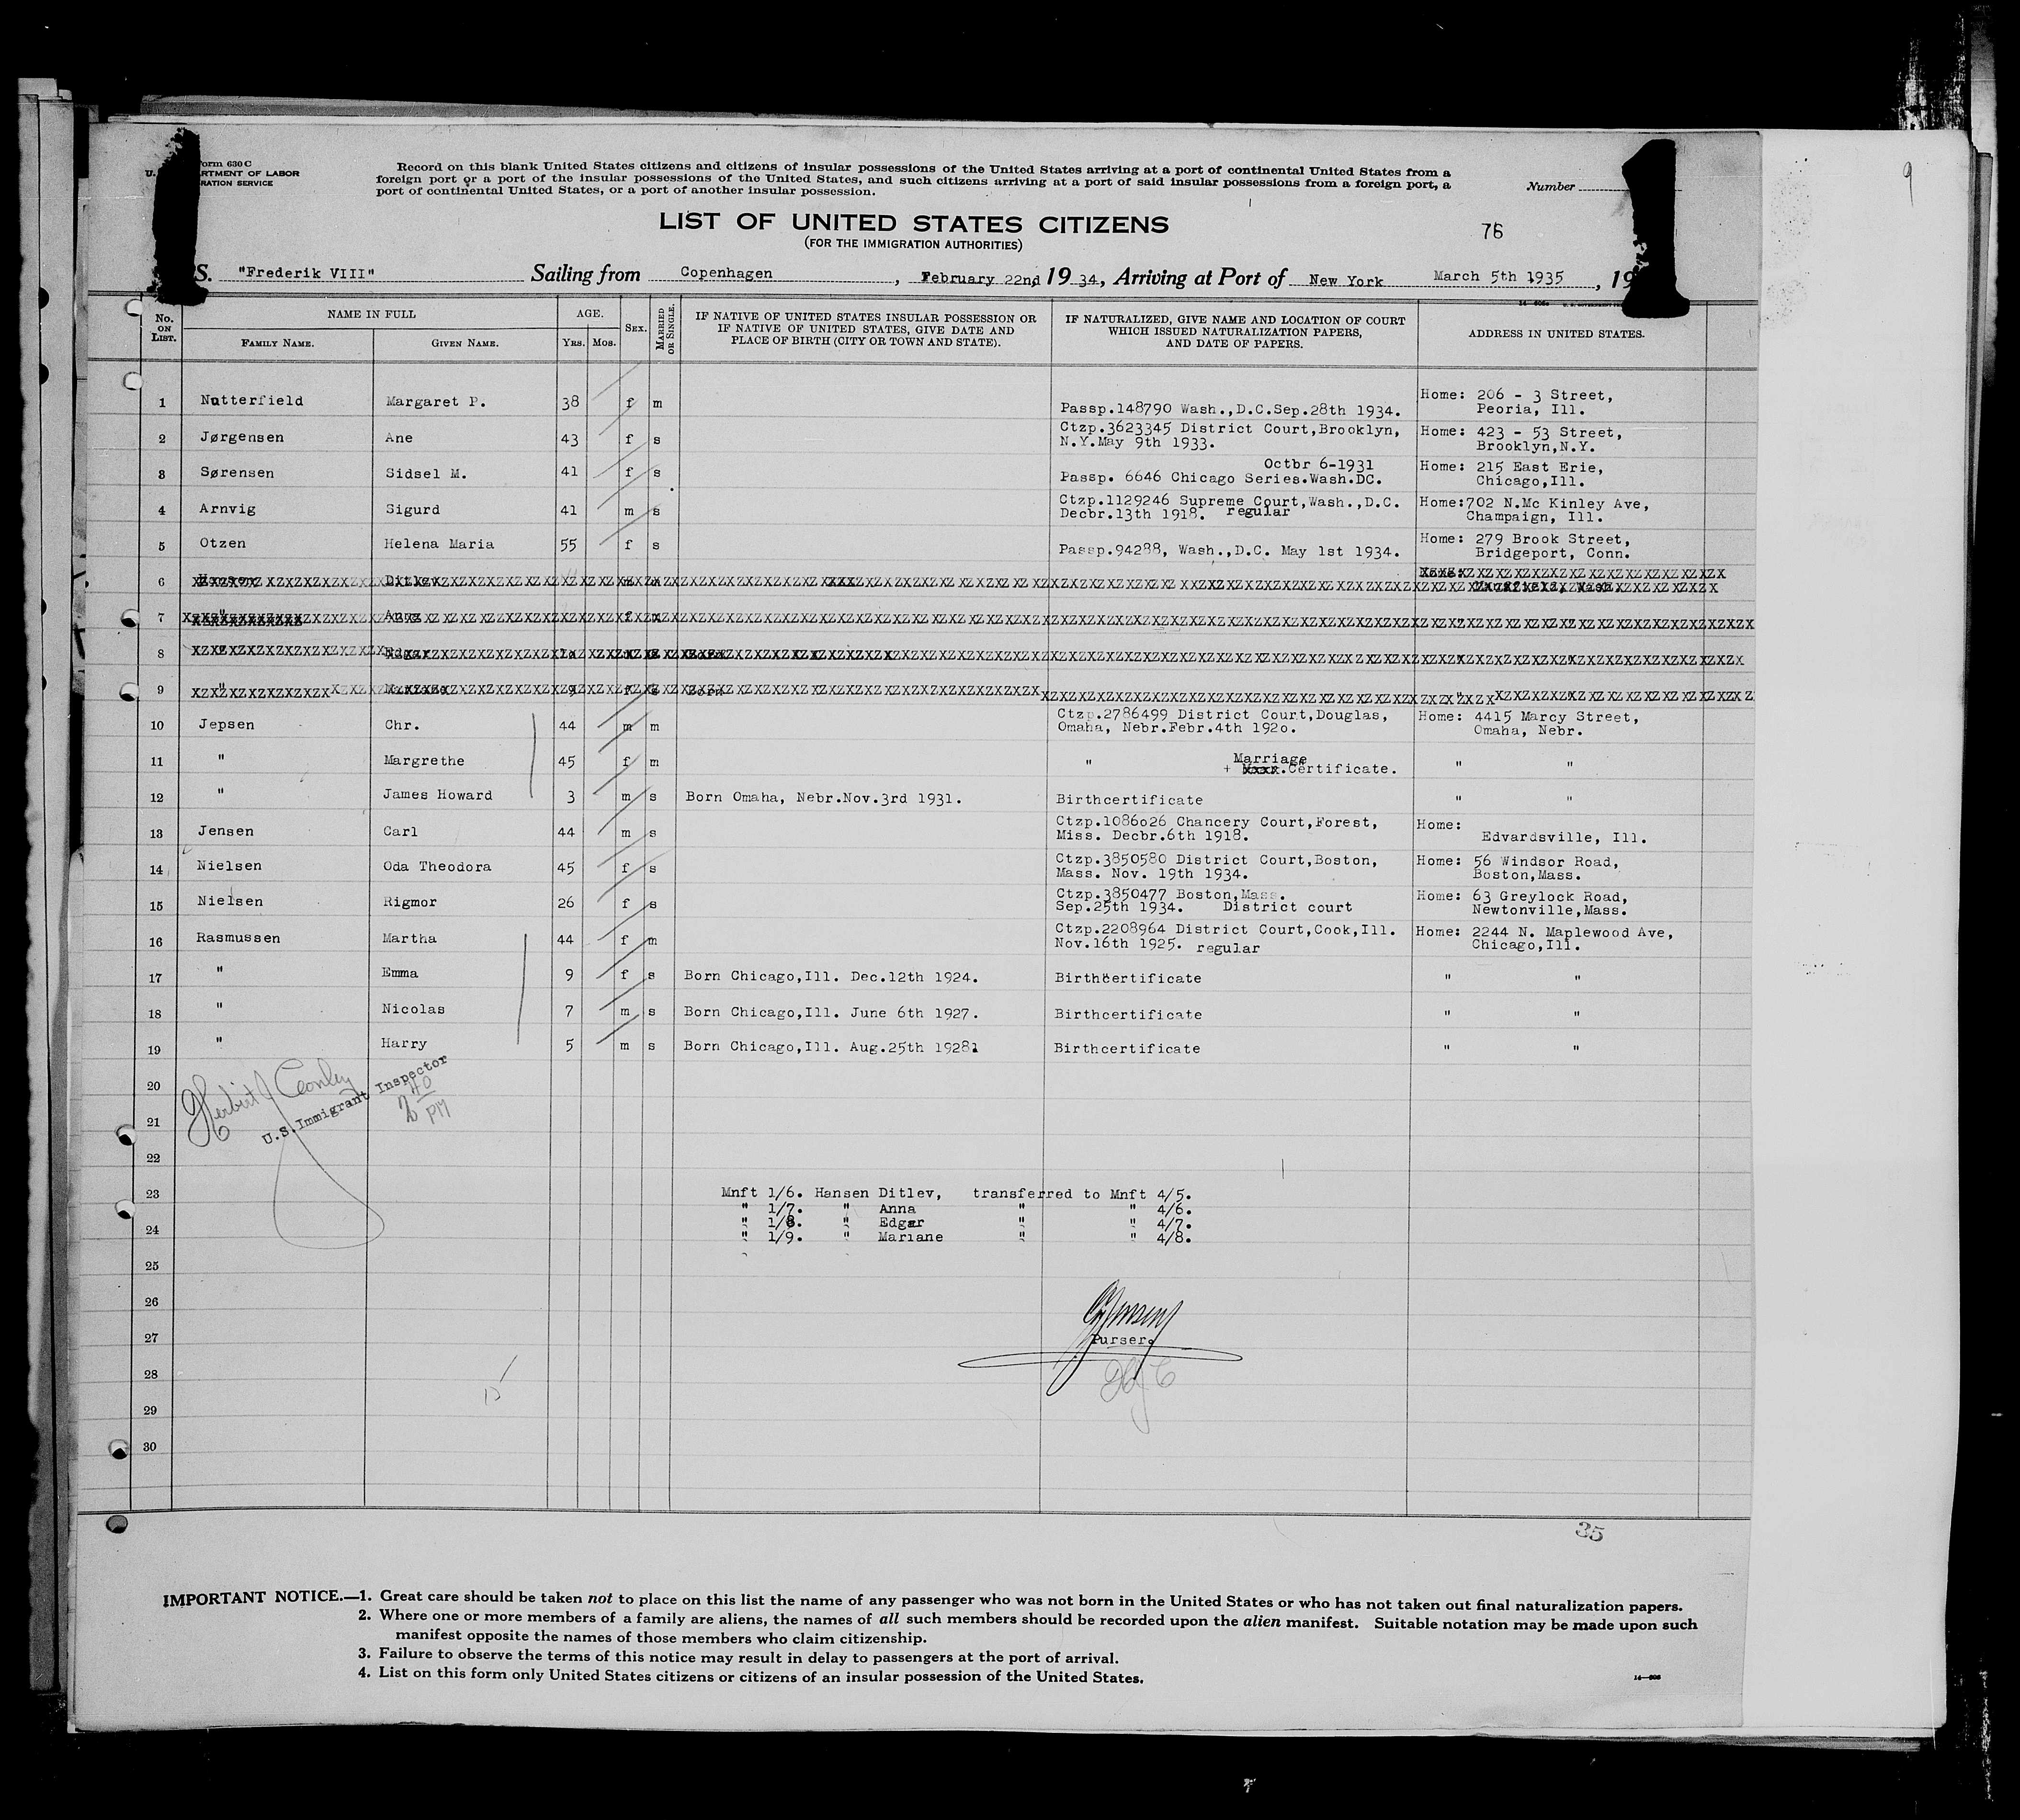 Form 630 C
U. ARTMENT OF LABOR
RATION SERVICE
Record on this blank United States citizens and citizens of insular possessions of the United States arriving at a port of continental United States from a
foreign port or a port of the insular possessions of the United States, and such citizens arriving at a port of said insular possessions from a foreign port, a
port of continental United States, or a port of another insular possession.
Number
9
LIST OF UNITED STATES CITIZENS
(FOR THE IMMIGRATION AUTHORITIES)
76
S. "Frederik VIII" Sailing from Copenhagen, February 22nd, 19 34, Arriving at Port of New York March 5th 1935, 19
No. ON LIST. NAME IN FULL AGE. SEX. MARRIED OR SINGLE. IF NATIVE OF UNITED STATES INSULAR POSSESSION OR IF NATIVE OF UNITED STATES, GIVE DATE AND PLACE OF BIRTH (CITY OR TOWN AND STATE). IF NATURALIZED, GIVE NAME AND LOCATION OF COURT WHICH ISSUED NATURALIZATION PAPERS, AND DATE OF PAPERS. ADDRESS IN UNITED STATES.
FAMILY NAME. GIVEN NAME. YRS. MOS.
1 Nutterfield Margaret P. 38 f m Passp.148790 Wash.,D.C.Sep.28th 1934. Home: 206 - 3 Street,
Peoria, Ill.
2 Jørgensen Ane 43 f s Ctzp.3623345 District Court,Brooklyn, Home: 423 - 53 Street,
N.Y.May 9th 1933. Brooklyn,N.Y.
3 Sørensen Sidsel M. 41 f s Octbr 6-1931 Home: 215 East Erie,
Passp. 6646 Chicago Series.Wash.DC. Chicago,Ill.
4 Arnvig Sigurd 41 m s Ctzp.1129246 Supreme Court,Wash.,D.C. Home:702 N.Mc Kinley Ave,
Decbr.13th 1918. regular Champaign, Ill.
5 Otzen Helena Maria 55 f s Passp.94288, Wash.,D.C. May 1st 1934. Home: 279 Brook Street,
Bridgeport, Conn.
6 Ditlev
7 " Anna f m
8 " Edgar
9 " f s Born
10 Jepsen Chr. 44 m m Ctzp.2786499 District Court,Douglas, Home: 4415 Marcy Street,
Omaha, Nebr.Febr.4th 192o. Omaha, Nebr.
11 " Margrethe 45 f m " Marriage " "
+ Certificate.
12 " James Howard 3 m s Born Omaha, Nebr.Nov.3rd 1931. Birthcertificate " "
13 Jensen Carl 44 m s Ctzp.1086o26 Chancery Court,Forest, Home:
Miss. Decbr.6th 1918. Edvardsville, Ill.
14 Nielsen Oda Theodora 45 f s Ctzp.3850580 District Court,Boston, Home: 56 Windsor Road,
Mass. Nov. 19th 1934. Boston,Mass.
15 Nielsen Rigmor 26 f s Ctzp.3850477 Boston,Mass. Home: 63 Greylock Road,
Sep.25th 1934. District court Newtonville,Mass.
16 Rasmussen Martha 44 f m Ctzp.2208964 District Court,Cook,Ill. Home: 2244 N. Maplewood Ave,
Nov.16th 1925. regular Chicago,Ill.
17 " Emma 9 f s Born Chicago,Ill. Dec.12th 1924. Birthcertificate " "
18 " Nicolas 7 m s Born Chicago,Ill. June 6th 1927. Birthcertificate " "
19 " Harry 5 m s Born Chicago,Ill. Aug.25th 1928. Birthcertificate " "
20
U.S. Immigrant Inspector
2 40 PM
21
22
23 Mnft 1/6. Hansen Ditlev, transferred to Mnft 4/5.
" 1/7. " Anna " " 4/6.
24 " 1/8. " Edgar " " 4/7.
" 1/9. " Mariane " " 4/8.
25
26
27 Purser.
28
29
30
35
IMPORTANT NOTICE.—1. Great care should be taken not to place on this list the name of any passenger who was not born in the United States or who has not taken out final naturalization papers.
2. Where one or more members of a family are aliens, the names of all such members should be recorded upon the alien manifest. Suitable notation may be made upon such
manifest opposite the names of those members who claim citizenship.
3. Failure to observe the terms of this notice may result in delay to passengers at the port of arrival.
4. List on this form only United States citizens or citizens of an insular possession of the United States.